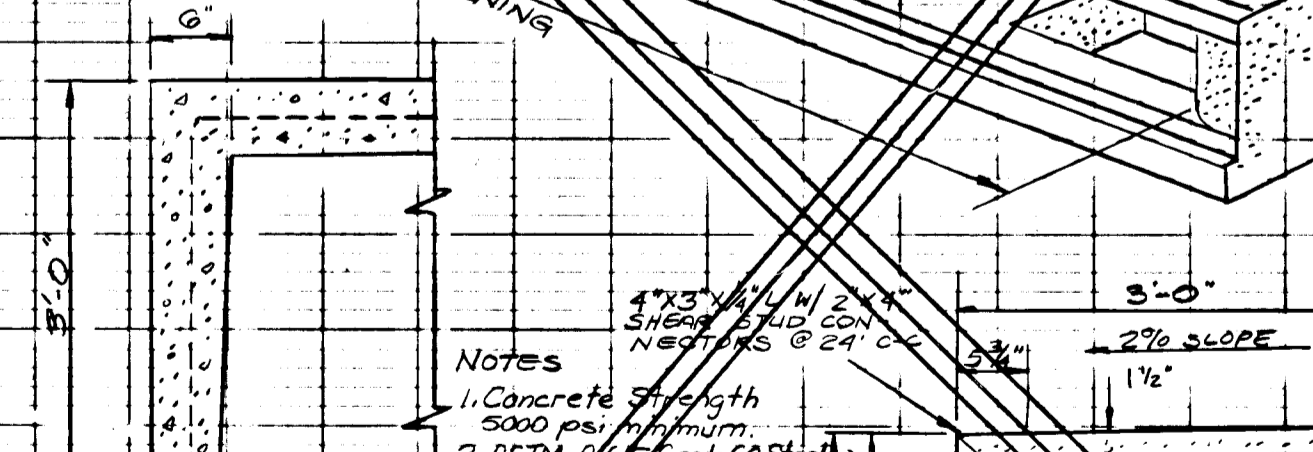 6"
NING
3'-0"
4"X3"X1/4" L W/ 2"X4"
SHEAR STUD CON
NECTORS @ 24' C-C
3'-0"
2% SLOPE
5 3/4"
1 1/2"
NOTES
1. Concrete Strength
5000 psi minimum.